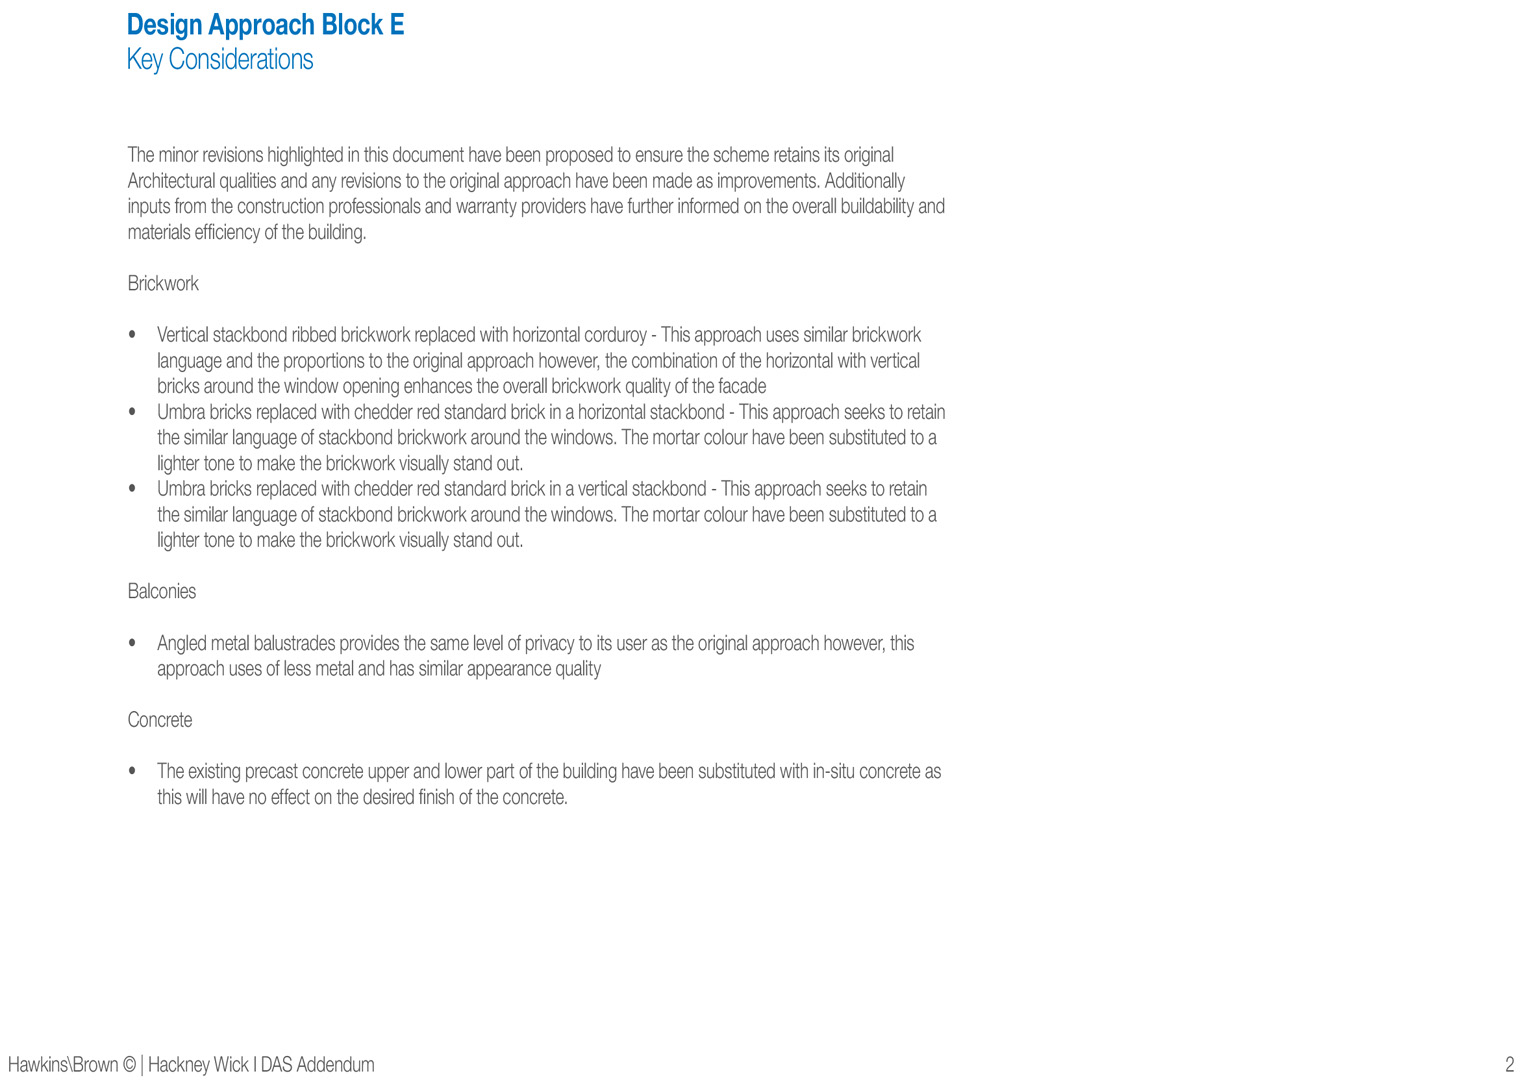 Design Approach Block E
Key Considerations
The minor revisions highlighted in this document have been proposed to ensure the scheme retains its original
Architectural qualities and any revisions to the original approach have been made as improvements. Additionally
inputs from the construction professionals and warranty providers have further informed on the overall buildability and
materials efficiency of the building.
Brickwork
• Vertical stackbond ribbed brickwork replaced with horizontal corduroy - This approach uses similar brickwork
language and the proportions to the original approach however, the combination of the horizontal with vertical
bricks around the window opening enhances the overall brickwork quality of the facade
• Umbra bricks replaced with chedder red standard brick in a horizontal stackbond - This approach seeks to retain
the similar language of stackbond brickwork around the windows. The mortar colour have been substituted to a
lighter tone to make the brickwork visually stand out.
• Umbra bricks replaced with chedder red standard brick in a vertical stackbond - This approach seeks to retain
the similar language of stackbond brickwork around the windows. The mortar colour have been substituted to a
lighter tone to make the brickwork visually stand out.
Balconies
• Angled metal balustrades provides the same level of privacy to its user as the original approach however, this
approach uses of less metal and has similar appearance quality
Concrete
• The existing precast concrete upper and lower part of the building have been substituted with in-situ concrete as
this will have no effect on the desired finish of the concrete.
Hawkins\Brown © | Hackney Wick I DAS Addendum
2